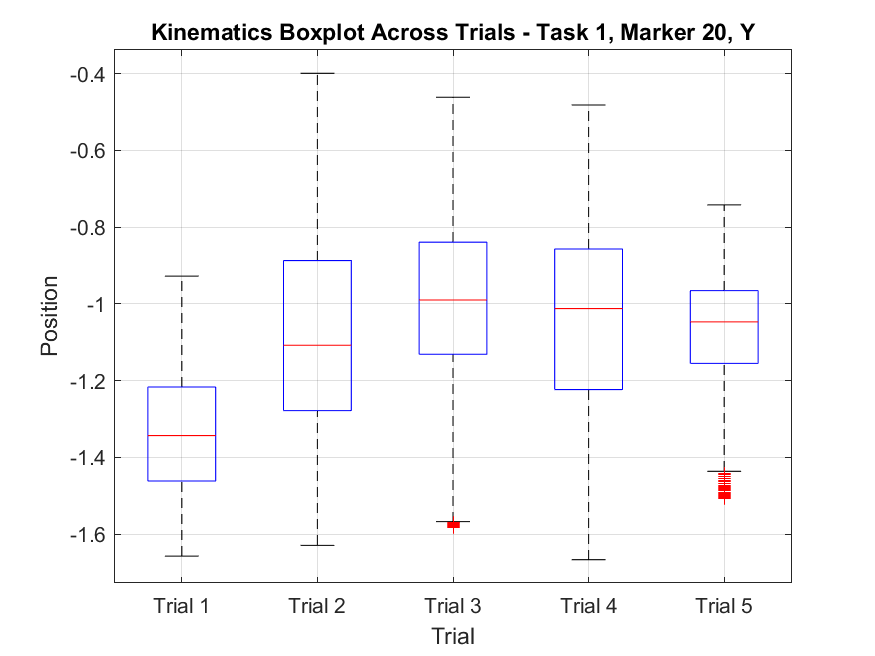 Kinematics Boxplot Across Trials - Task 1, Marker 20, Y
-0.4
-0.6
-0.8
-1
-1.2
-1.4
-1.6
Position
Trial 1 Trial 2 Trial 3 Trial 4 Trial 5
Trial